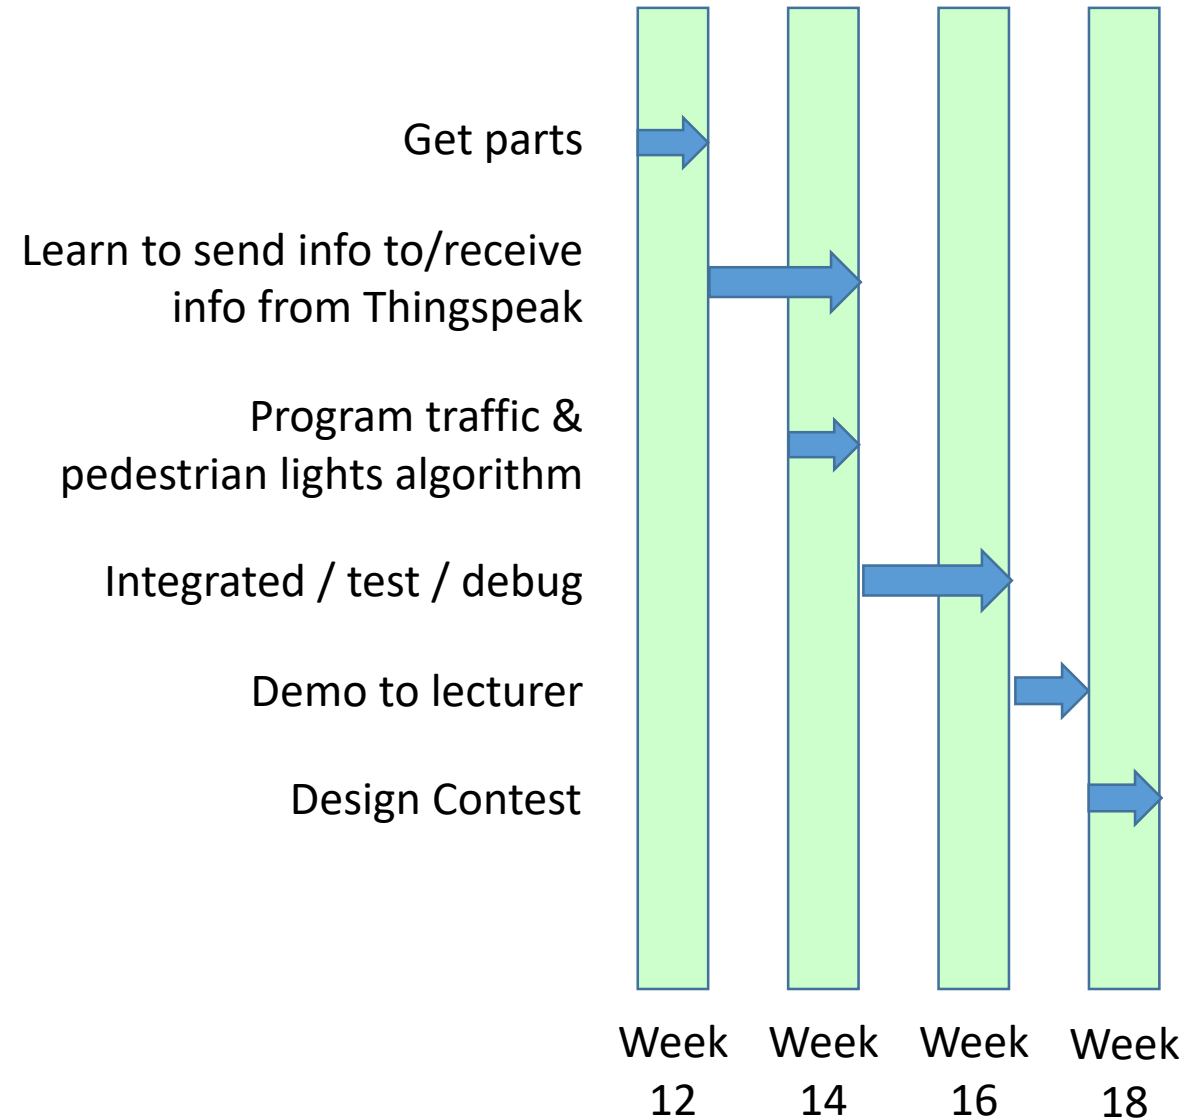 Get parts
Learn to send info to/receive
info from Thingspeak
Program traffic &
pedestrian lights algorithm
Integrated / test / debug
Demo to lecturer
Design Contest
Week Week Week Week
12 14 16 18